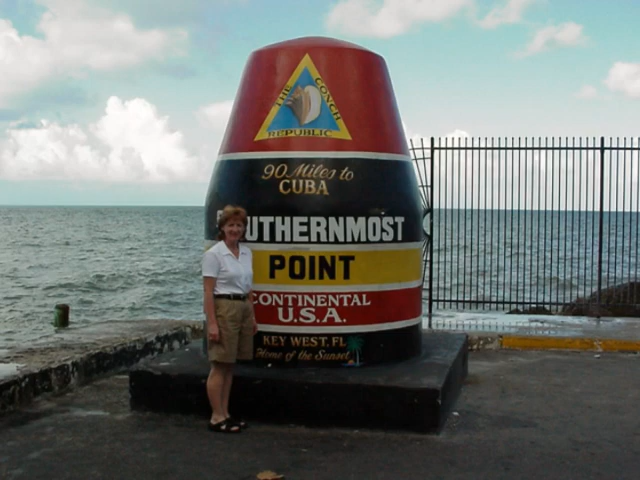 THE CONCH
REPUBLIC
90 Miles to
CUBA
UTHERNMOST
POINT
CONTINENTAL
U.S.A.
KEY WEST, FL
Home of the Sunset